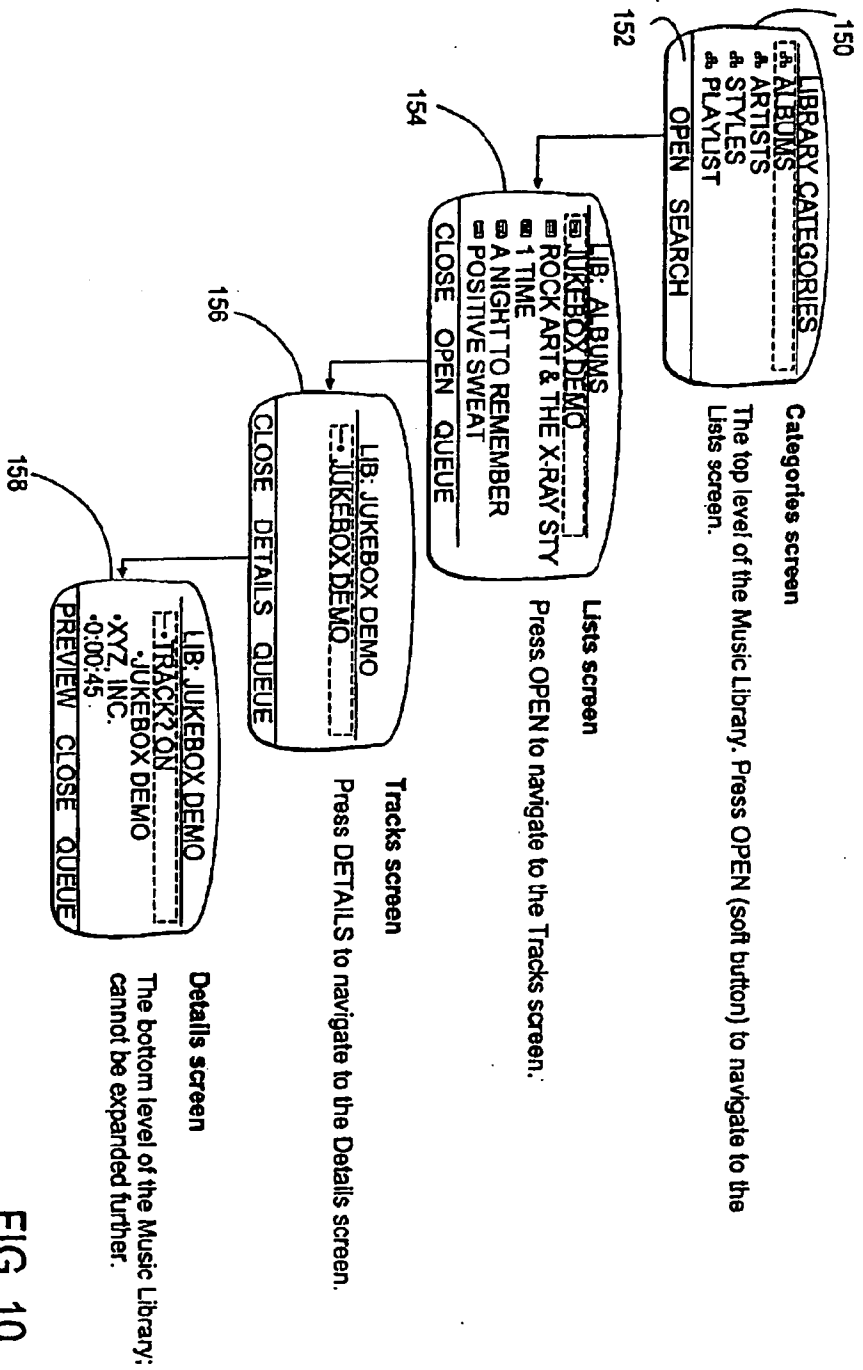 150
152
LIBRARY CATEGORIES
ALBUMS
ARTISTS
STYLES
PLAYLIST
OPEN SEARCH
Categories screen
The top level of the Music Library. Press OPEN (soft button) to navigate to the
Lists screen.
154
LIB: ALBUMS
JUKEBOX DEMO
ROCK ART & THE X-RAY STY
1 TIME
A NIGHT TO REMEMBER
POSITIVE SWEAT
CLOSE OPEN QUEUE
Lists screen
Press OPEN to navigate to the Tracks screen.
156
LIB: JUKEBOX DEMO
• JUKEBOX DEMO
CLOSE DETAILS QUEUE
Tracks screen
Press DETAILS to navigate to the Details screen.
158
LIB: JUKEBOX DEMO
•TRACK? ON
•JUKEBOX DEMO
•XYZ, INC.
•0:00:45
PREVIEW CLOSE QUEUE
Details screen
The bottom level of the Music Library:
cannot be expanded further.
FIG 10